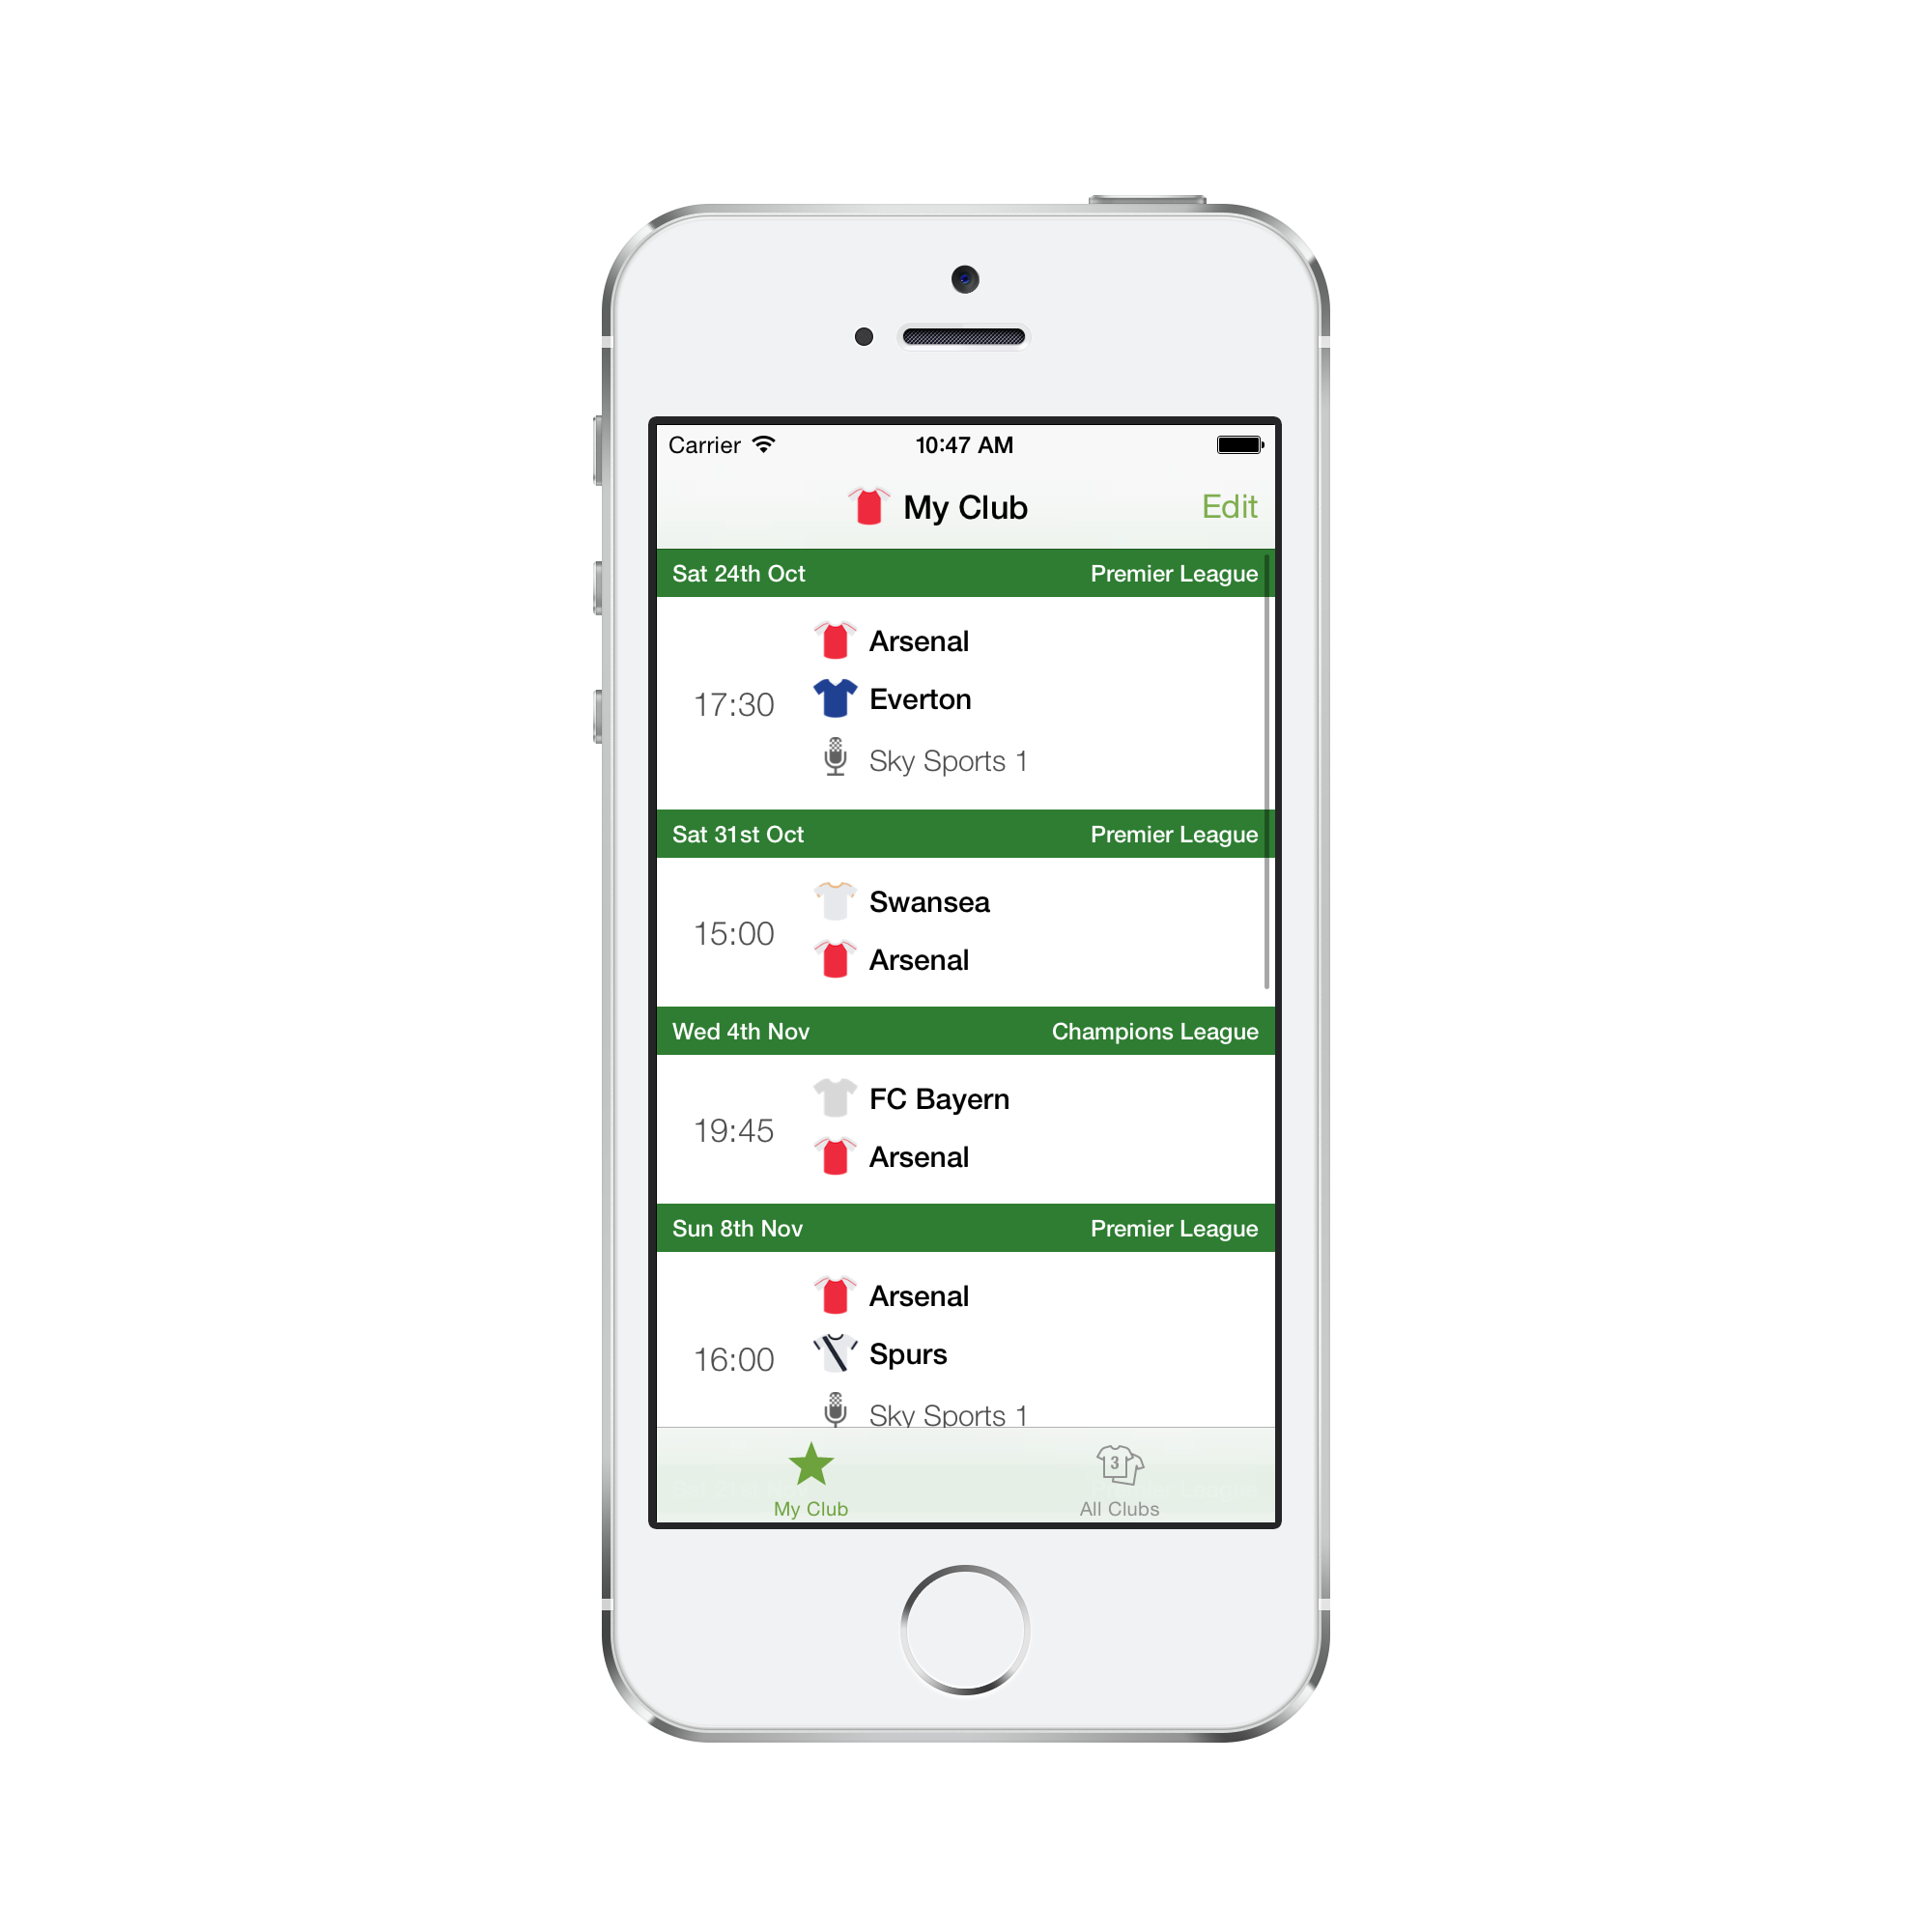 Carrier 10:47 AM
My Club Edit
Sat 24th Oct Premier League
Arsenal
17:30 Everton
Sky Sports 1
Sat 31st Oct Premier League
Swansea
15:00
Arsenal
Wed 4th Nov Champions League
FC Bayern
19:45
Arsenal
Sun 8th Nov Premier League
Arsenal
16:00 Spurs
Sky Sports 1
3
My Club All Clubs